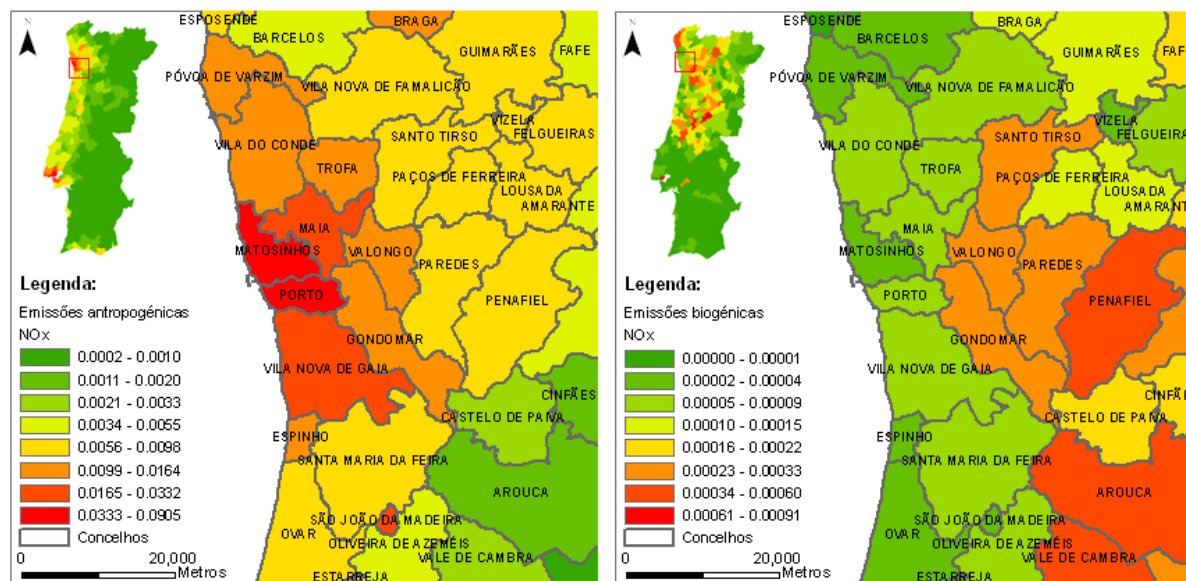 N
ESPOSENDE
BRAGA
BARCELOS
GUIMARÃES
FAFE
PÓVOA DE VARZIM
VILA NOVA DE FAMALICÃO
VIZELA
SANTO TIRSO
FELGUEIRAS
VILA DO CONDE
TROFA
PAÇOS DE FERREIRA
LOUSADA
AMARANTE
MAIA
MATOSINHOS
VALONGO
PAREDES
PORTO
PENAFIEL
GONDOMAR
VILA NOVA DE GAIA
CINFÃES
CASTELO DE PAIVA
ESPINHO
SANTA MARIA DA FEIRA
AROUCA
SÃO JOÃO DA MADEIRA
OVAR
OLIVEIRA DE AZEMÉIS
VALE DE CAMBRA
ESTARREJA
Legenda:
Emissões antropogénicas
NOx
0.0002 - 0.0010
0.0011 - 0.0020
0.0021 - 0.0033
0.0034 - 0.0055
0.0056 - 0.0098
0.0099 - 0.0164
0.0165 - 0.0332
0.0333 - 0.0905
Concelhos
0 20,000
Metros
N
ESPOSENDE
BRAGA
BARCELOS
GUIMARÃES
FAFE
PÓVOA DE VARZIM
VILA NOVA DE FAMALICÃO
VIZELA
SANTO TIRSO
FELGUEIRAS
VILA DO CONDE
TROFA
PAÇOS DE FERREIRA
LOUSADA
AMARANTE
MAIA
MATOSINHOS
VALONGO
PAREDES
PORTO
PENAFIEL
GONDOMAR
VILA NOVA DE GAIA
CINFÃES
CASTELO DE PAIVA
ESPINHO
SANTA MARIA DA FEIRA
AROUCA
SÃO JOÃO DA MADEIRA
OVAR
OLIVEIRA DE AZEMÉIS
VALE DE CAMBRA
ESTARREJA
Legenda:
Emissões biogénicas
NOx
0.00000 - 0.00001
0.00002 - 0.00004
0.00005 - 0.00009
0.00010 - 0.00015
0.00016 - 0.00022
0.00023 - 0.00033
0.00034 - 0.00060
0.00061 - 0.00091
Concelhos
0 20,000
Metros